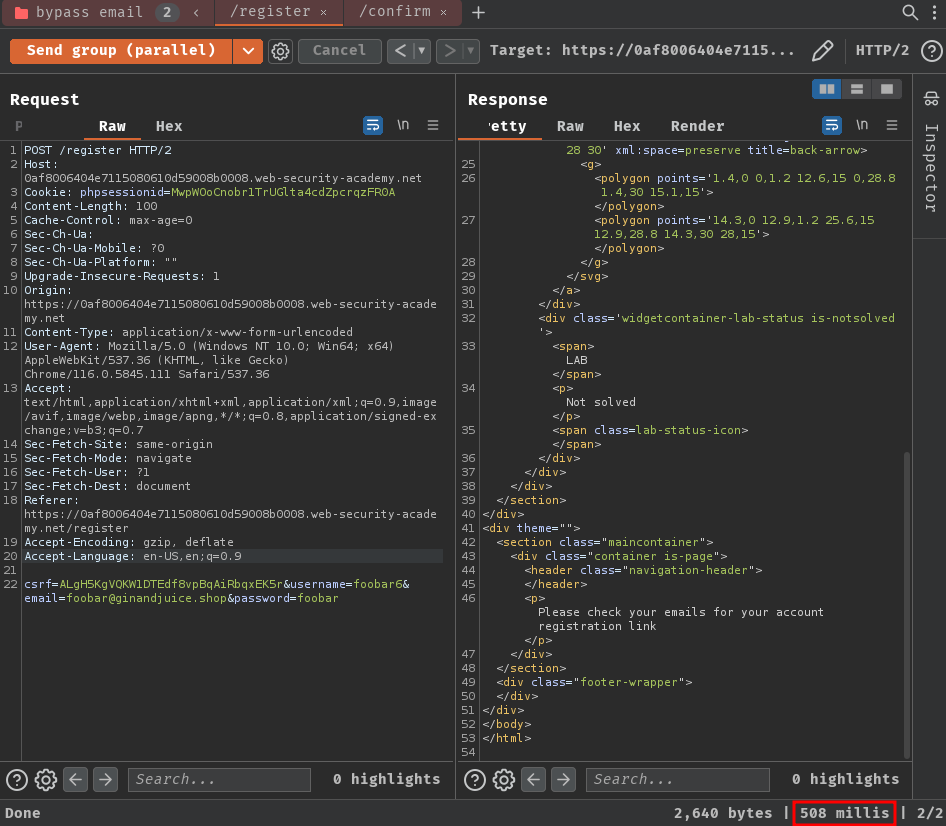 bypass email 2 /register × /confirm × +
Send group (parallel) Cancel < > Target: https://0af8006404e7115... HTTP/2
Request
Raw Hex \n
1 POST /register HTTP/2
2 Host:
0af8006404e7115080610d59008b0008.web-security-academy.net
3 Cookie: phpsessionid=MwpWOoCnobr1TrUGlta4cdZpcrqzFROA
4 Content-Length: 100
5 Cache-Control: max-age=0
6 Sec-Ch-Ua:
7 Sec-Ch-Ua-Mobile: ?0
8 Sec-Ch-Ua-Platform: ""
9 Upgrade-Insecure-Requests: 1
10 Origin:
https://0af8006404e7115080610d59008b0008.web-security-acade
my.net
11 Content-Type: application/x-www-form-urlencoded
12 User-Agent: Mozilla/5.0 (Windows NT 10.0; Win64; x64)
AppleWebKit/537.36 (KHTML, like Gecko)
Chrome/116.0.5845.111 Safari/537.36
13 Accept:
text/html,application/xhtml+xml,application/xml;q=0.9,image
/avif,image/webp,image/apng,*/*;q=0.8,application/signed-ex
change;v=b3;q=0.7
14 Sec-Fetch-Site: same-origin
15 Sec-Fetch-Mode: navigate
16 Sec-Fetch-User: ?1
17 Sec-Fetch-Dest: document
18 Referer:
https://0af8006404e7115080610d59008b0008.web-security-acade
my.net/register
19 Accept-Encoding: gzip, deflate
20 Accept-Language: en-US,en;q=0.9
21
22 csrf=ALgH5KgVQKW1DTEdf8vpBqAiRbqxEK5r&username=foobar6&
email=foobar@ginandjuice.shop&password=foobar
Search... 0 highlights
Response
etty Raw Hex Render \n
28 30' xml:space=preserve title=back-arrow>
25 <g>
26 <polygon points='1.4,0 0,1.2 12.6,15 0,28.8
1.4,30 15.1,15'>
</polygon>
27 <polygon points='14.3,0 12.9,1.2 25.6,15
12.9,28.8 14.3,30 28,15'>
</polygon>
28 </g>
29 </svg>
30 </a>
31 </div>
32 <div class='widgetcontainer-lab-status is-notsolved
'>
33 <span>
LAB
</span>
34 <p>
Not solved
</p>
35 <span class=lab-status-icon>
</span>
36 </div>
37 </div>
38 </div>
39 </section>
40 </div>
41 <div theme="">
42 <section class="maincontainer">
43 <div class="container is-page">
44 <header class="navigation-header">
45 </header>
46 <p>
Please check your emails for your account
registration link
</p>
47 </div>
48 </section>
49 <div class="footer-wrapper">
50 </div>
51 </div>
52 </body>
53 </html>
54
Search... 0 highlights
Inspector
Done 2,640 bytes | 508 millis | 2/2